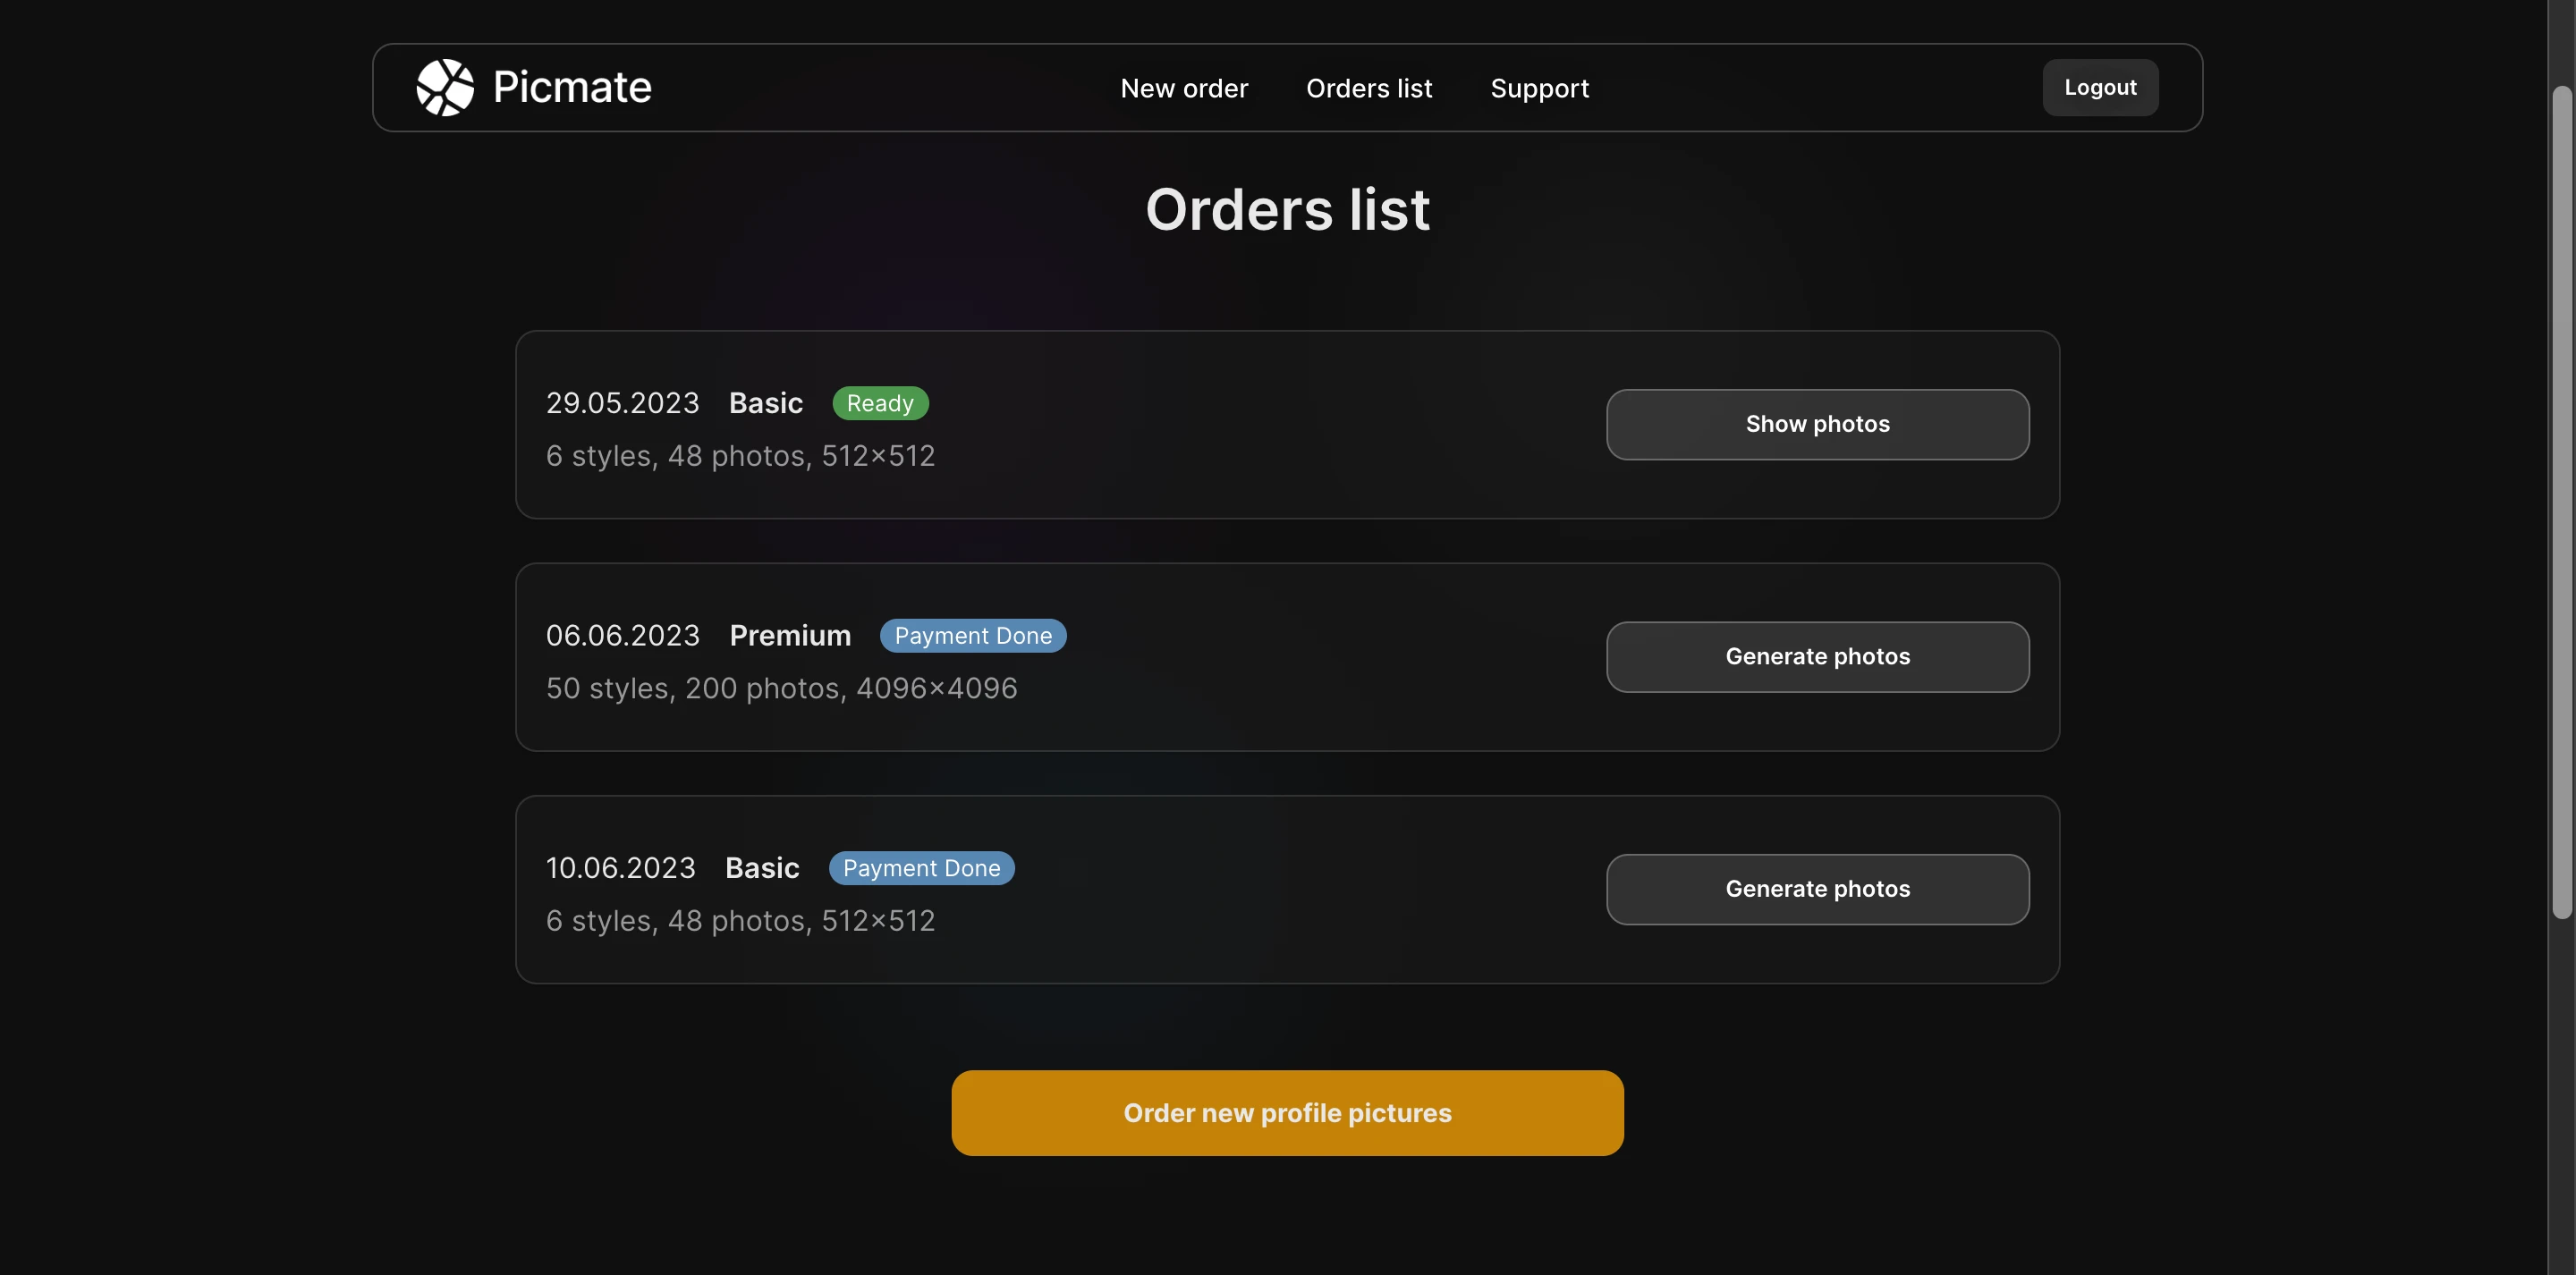 Picmate
New order
Orders list
Support
Logout
Orders list
29.05.2023 Basic Ready
6 styles, 48 photos, 512×512
Show photos
06.06.2023 Premium Payment Done
50 styles, 200 photos, 4096×4096
Generate photos
10.06.2023 Basic Payment Done
6 styles, 48 photos, 512×512
Generate photos
Order new profile pictures